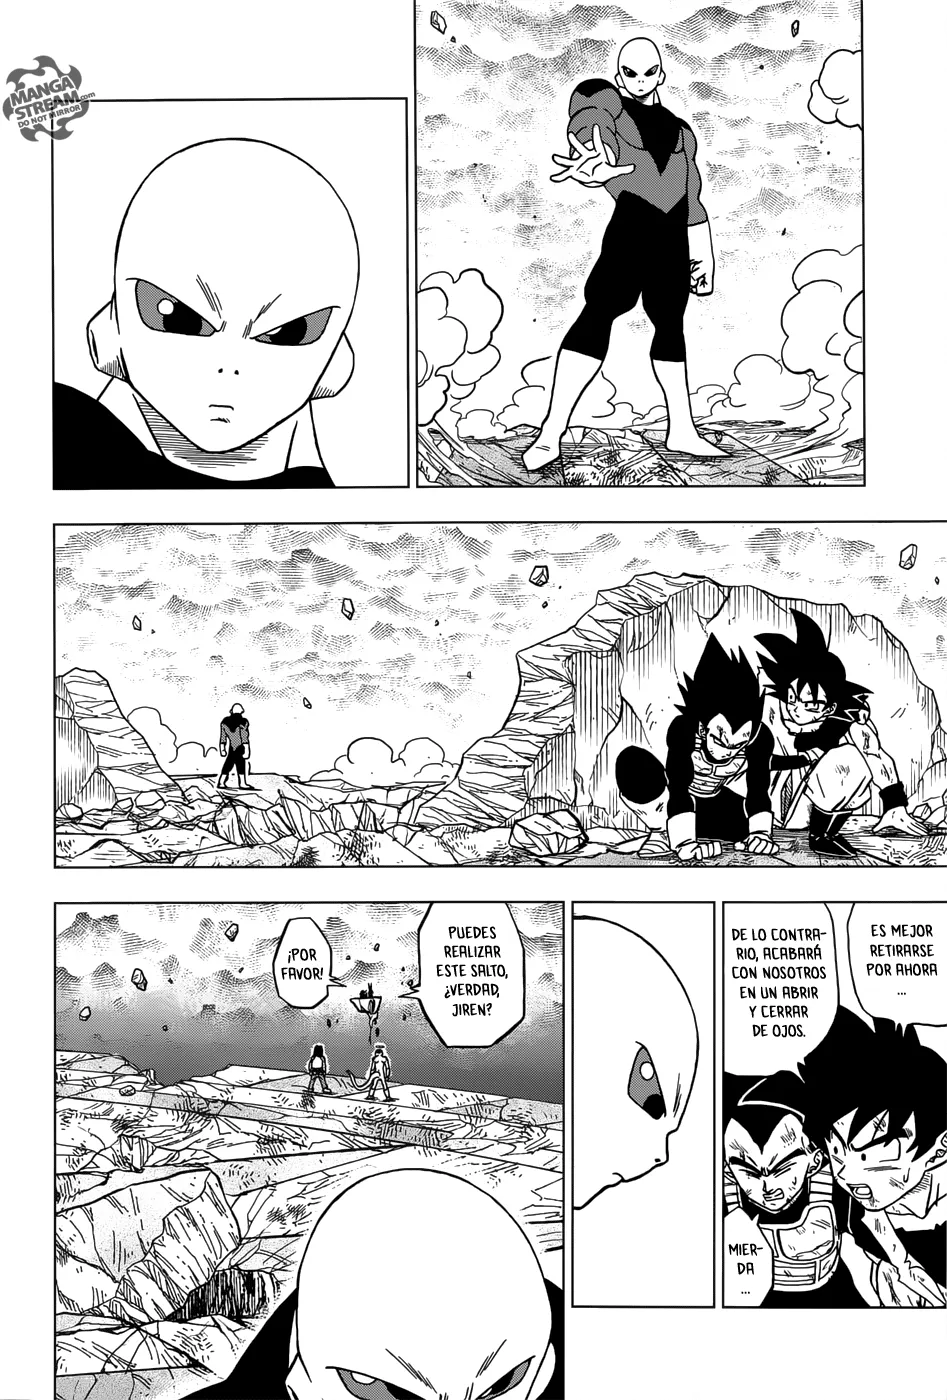 MANGA
STREAM.com
DO NOT MIRROR
ES MEJOR
RETIRARSE
POR AHORA
...
DE LO CONTRA-
RIO, ACABARÁ
CON NOSOTROS
EN UN ABRIR
Y CERRAR
DE OJOS.
MIER-
DA
...
PUEDES
REALIZAR
ESTE SALTO,
¿VERDAD,
JIREN?
¡POR
FAVOR!